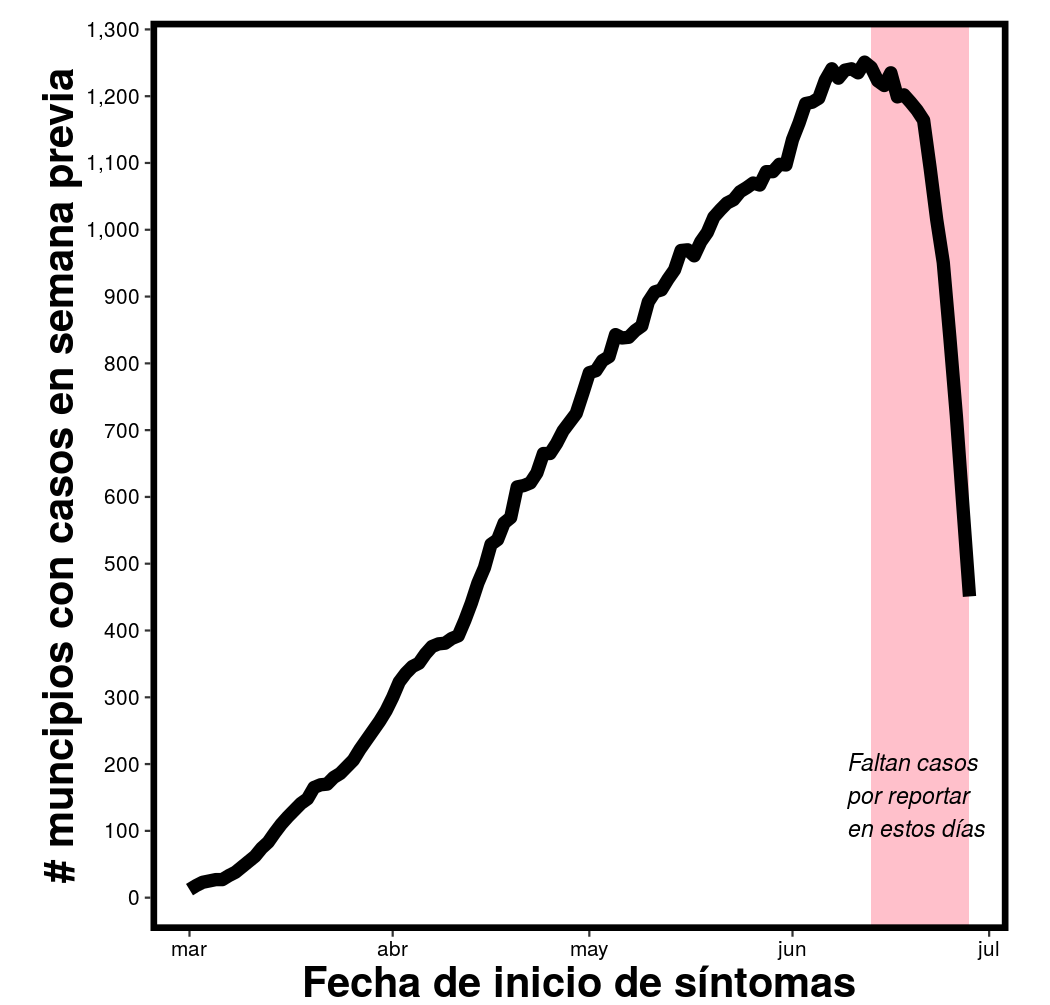 # muncipios con casos en semana previa
1,300
1,200
1,100
1,000
900
800
700
600
500
400
300
200
100
0
Faltan casos
por reportar
en estos días
mar abr may jun jul
Fecha de inicio de síntomas